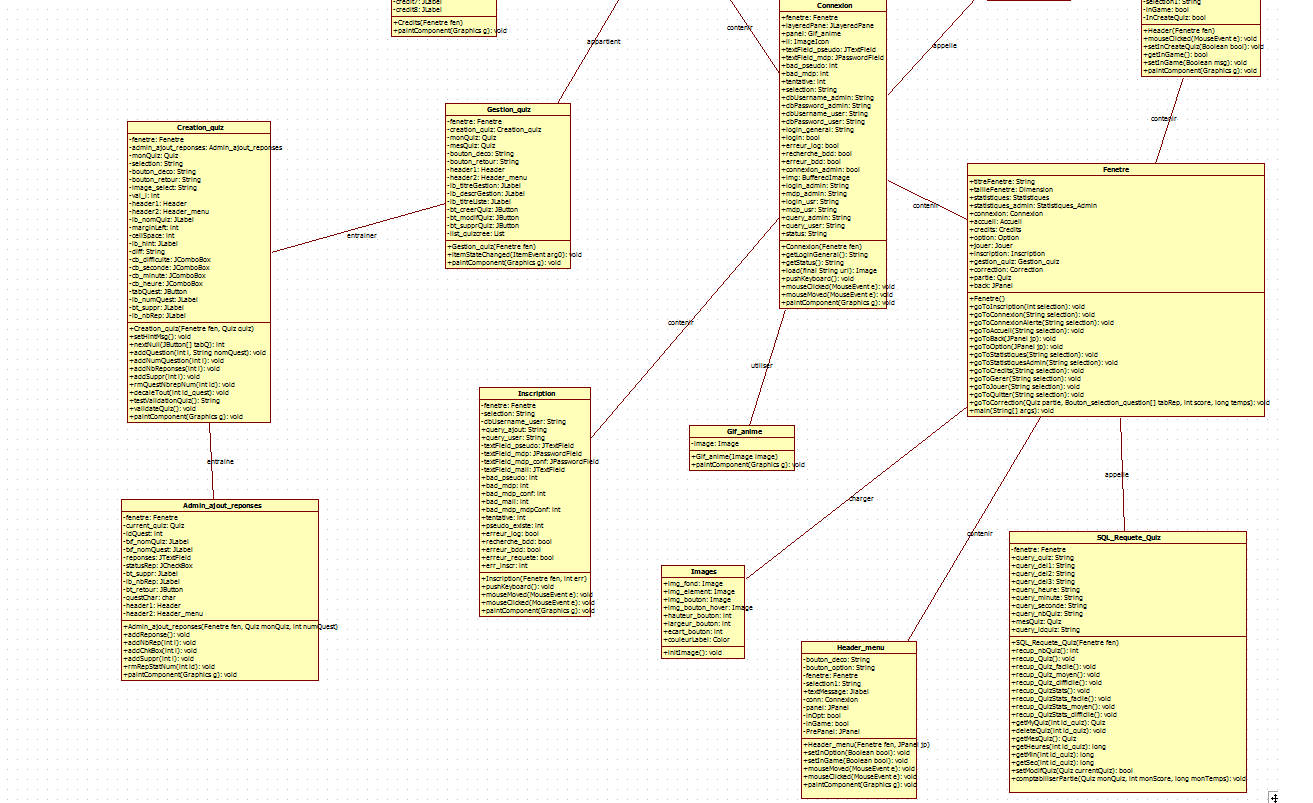 -credit7: JLabel
-credit8: JLabel
+Credits(Fenetre fen)
+paintComponent(Graphics g): void
appartient
contenir
Connexion
+fenetre: Fenetre
+layeredPane: JLayeredPane
+panel: Gif_anime
+ii: ImageIcon
+textField_pseudo: JTextField
+textField_mdp: JPasswordField
+bad_pseudo: int
+bad_mdp: int
+tentative: int
+selection: String
+dbUsername_admin: String
+dbPassword_admin: String
+dbUsername_user: String
+dbPassword_user: String
+login_general: String
+login: bool
+erreur_log: bool
+recherche_bdd: bool
+erreur_bdd: bool
+connexion_admin: bool
+img: BufferedImage
+login_admin: String
+mdp_admin: String
+login_usr: String
+mdp_usr: String
+query_admin: String
+query_user: String
+status: String
+Connexion(Fenetre fen)
+getLoginGeneral(): String
+getStatus(): String
+load(final String url): Image
+pushKeyboard(): void
+mouseClicked(MouseEvent e): void
+mouseMoved(MouseEvent e): void
+paintComponent(Graphics g): void
appelle
-selection1: String
-inGame: bool
-InCreateQuiz: bool
+Header(Fenetre fen)
+mouseClicked(MouseEvent e): void
+setInCreateQuiz(Boolean bool): void
+getInGame(): bool
+setInGame(Boolean msg): void
+paintComponent(Graphics g): void
contenir
Gestion_quiz
-fenetre: Fenetre
-creation_quiz: Creation_quiz
-monQuiz: Quiz
-mesQuiz: Quiz
-bouton_deco: String
-bouton_retour: String
-header1: Header
-header2: Header_menu
-lb_titreGestion: JLabel
-lb_descrGestion: JLabel
-lb_titreListe: JLabel
-bt_creerQuiz: JButton
-bt_modifQuiz: JButton
-bt_supprQuiz: JButton
-list_quizcree: List
+Gestion_quiz(Fenetre fen)
+itemStateChanged(ItemEvent arg0): void
+paintComponent(Graphics g): void
Creation_quiz
-fenetre: Fenetre
-admin_ajout_reponses: Admin_ajout_reponses
-monQuiz: Quiz
-selection: String
-bouton_deco: String
-bouton_retour: String
-image_select: String
-val_i: int
-header1: Header
-header2: Header_menu
-lb_nomQuiz: JLabel
-marginLeft: int
-cellSpace: int
-lb_hint: JLabel
-diff: String
-cb_difficulte: JComboBox
-cb_seconde: JComboBox
-cb_minute: JComboBox
-cb_heure: JComboBox
-tabQuest: JButton
-lb_numQuest: JLabel
-bt_suppr: JLabel
-lb_nbRep: JLabel
+Creation_quiz(Fenetre fen, Quiz quiz)
+setHintMsg(): void
+nextNull(JButton[] tabQ): int
+addQuestion(int i, String nomQuest): void
+addNumQuestion(int i): void
+addNbReponses(int i): void
+addSuppr(int i): void
+rmQuestNbrepNum(int id): void
+decaleTout(int id_quest): void
+testValidationQuiz(): String
+validateQuiz(): void
+paintComponent(Graphics g): void
entrainer
contenir
Fenetre
+titreFenetre: String
+tailleFenetre: Dimension
+statistiques: Statistiques
+statistiques_admin: Statistiques_Admin
+connexion: Connexion
+accueil: Accueil
+credits: Credits
+option: Option
+jouer: Jouer
+inscription: Inscription
+gestion_quiz: Gestion_quiz
+correction: Correction
+partie: Quiz
+back: JPanel
+Fenetre()
+goToInscription(int selection): void
+goToConnexion(String selection): void
+goToConnexionAlerte(String selection): void
+goToAccueil(String selection): void
+goToBack(JPanel jp): void
+goToOption(JPanel jp): void
+goToStatistiques(String selection): void
+goToStatistiquesAdmin(String selection): void
+goToCredits(String selection): void
+goToGerer(String selection): void
+goToJouer(String selection): void
+goToQuitter(String selection): void
+goToCorrection(Quiz partie, Bouton_selection_question[] tabRep, int score, long temps): void
+main(String[] args): void
contenir
utiliser
Inscription
-fenetre: Fenetre
-selection: String
-dbUsername_user: String
+query_ajout: String
+query_user: String
-textField_pseudo: JTextField
-textField_mdp: JPasswordField
-textField_mdp_conf: JPasswordField
-textField_mail: JTextField
+bad_pseudo: int
+bad_mdp: int
+bad_mdp_conf: int
+bad_mail: int
+bad_mdp_mdpConf: int
+tentative: int
+pseudo_existe: int
+erreur_log: bool
+recherche_bdd: bool
+erreur_bdd: bool
+erreur_requete: bool
+err_inscr: int
+Inscription(Fenetre fen, int err)
+pushKeyboard(): void
+mouseMoved(MouseEvent e): void
+mouseClicked(MouseEvent e): void
+paintComponent(Graphics g): void
Gif_anime
-image: Image
+Gif_anime(Image image)
+paintComponent(Graphics g): void
entraine
appelle
charger
contenir
Admin_ajout_reponses
-fenetre: Fenetre
-current_quiz: Quiz
-idQuest: int
-txf_nomQuiz: JLabel
-txf_nomQuest: JLabel
-reponses: JTextField
-statusRep: JCheckBox
-bt_suppr: JLabel
-lb_nbRep: JLabel
-bt_retour: JButton
-questChar: char
-header1: Header
-header2: Header_menu
+Admin_ajout_reponses(Fenetre fen, Quiz monQuiz, int numQuest)
+addReponse(): void
+addNbRep(int i): void
+addChkBox(int i): void
+addSuppr(int i): void
+rmRepStatNum(int id): void
+paintComponent(Graphics g): void
Images
+img_fond: Image
+img_element: Image
+img_bouton: Image
+img_bouton_hover: Image
+hauteur_bouton: int
+largeur_bouton: int
+ecart_bouton: int
+couleurLabel: Color
+initImage(): void
Header_menu
-bouton_deco: String
-bouton_option: String
-fenetre: Fenetre
-selection1: String
+textMessage: Jlabel
-conn: Connexion
-panel: JPanel
-inOpt: bool
-inGame: bool
-PrePanel: JPanel
+Header_menu(Fenetre fen, JPanel jp)
+setInOption(Boolean bool): void
+setInGame(Boolean bool): void
+mouseMoved(MouseEvent e): void
+mouseClicked(MouseEvent e): void
+paintComponent(Graphics g): void
SQL_Requete_Quiz
-fenetre: Fenetre
+query_quiz: String
+query_del1: String
+query_del2: String
+query_del3: String
+query_heure: String
+query_minute: String
+query_seconde: String
+query_nbQuiz: String
+mesQuiz: Quiz
-query_idquiz: String
+SQL_Requete_Quiz(Fenetre fen)
+recup_nbQuiz(): int
+recup_Quiz(): void
+recup_Quiz_facile(): void
+recup_Quiz_moyen(): void
+recup_Quiz_difficile(): void
+recup_QuizStats(): void
+recup_QuizStats_facile(): void
+recup_QuizStats_moyen(): void
+recup_QuizStats_difficile(): void
+getMyQuiz(int id_quiz): Quiz
+deleteQuiz(int id_quiz): void
+getMesQuiz(): Quiz
+getHeures(int id_quiz): long
+getMin(int id_quiz): long
+getSec(int id_quiz): long
+setModifQuiz(Quiz currentQuiz): bool
+comptabiliserPartie(Quiz monQuiz, int monScore, long monTemps): void